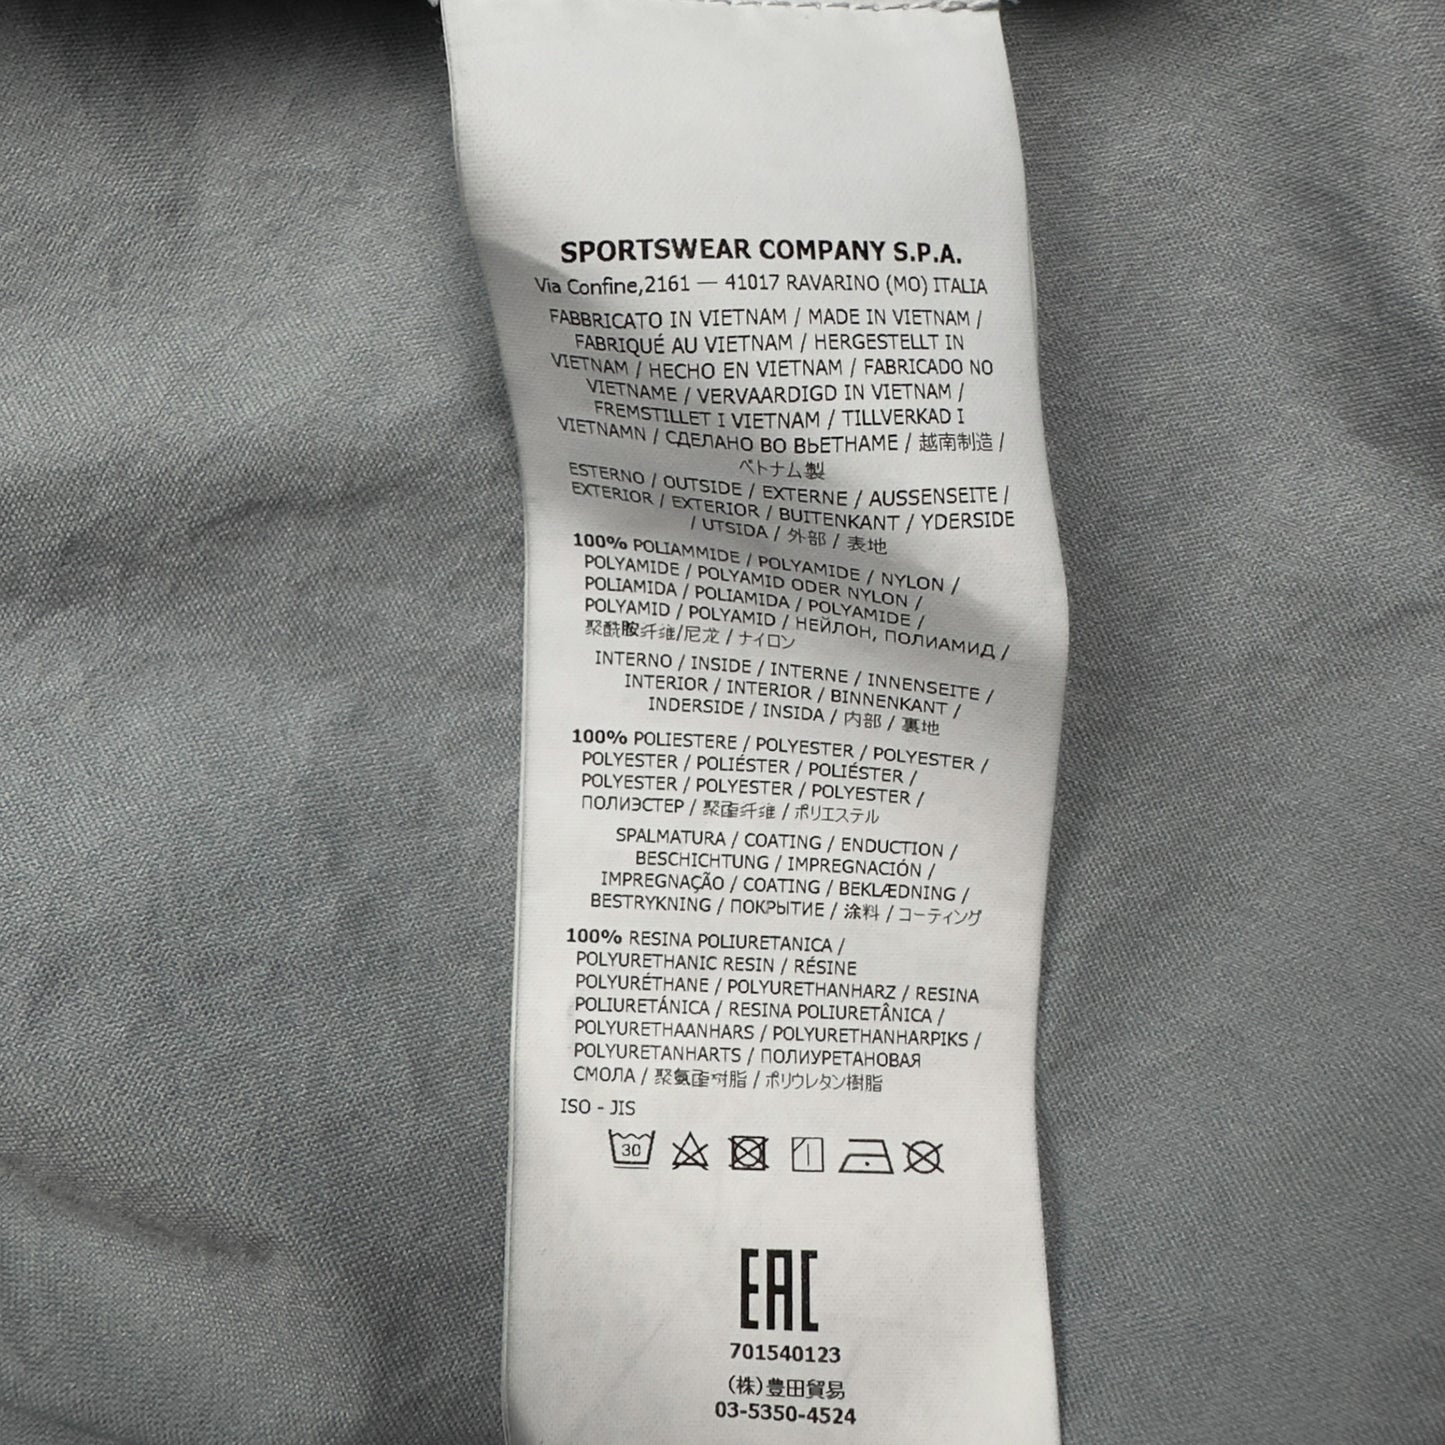 SPORTSWEAR COMPANY S.P.A.
Via Confine,2161 — 41017 RAVARINO (MO) ITALIA
FABBRICATO IN VIETNAM / MADE IN VIETNAM /
FABRIQUÉ AU VIETNAM / HERGESTELLT IN
VIETNAM / HECHO EN VIETNAM / FABRICADO NO
VIETNAME / VERVAARDIGD IN VIETNAM /
FREMSTILLET I VIETNAM / TILLVERKAD I
VIETNAMN / СДЕЛАНО ВО ВЬЕТНАМЕ / 越南制造 /
ベトナム製
ESTERNO / OUTSIDE / EXTERNE / AUSSENSEITE /
EXTERIOR / EXTERIOR / BUITENKANT / YDERSIDE
/ UTSIDA / 外部 / 表地
100% POLIAMMIDE / POLYAMIDE / NYLON /
POLYAMIDE / POLYAMID ODER NYLON /
POLIAMIDA / POLIAMIDA / POLYAMIDE /
POLYAMID / POLYAMID / НЕЙЛОН, ПОЛИАМИД /
聚酰胺纤维/尼龙 / ナイロン
INTERNO / INSIDE / INTERNE / INNENSEITE /
INTERIOR / INTERIOR / BINNENKANT /
INDERSIDE / INSIDA / 内部 / 裏地
100% POLIESTERE / POLYESTER / POLYESTER /
POLYESTER / POLIÉSTER / POLIÉSTER /
POLYESTER / POLYESTER / POLYESTER /
ПОЛИЭСТЕР / 聚酯纤维 / ポリエステル
SPALMATURA / COATING / ENDUCTION /
BESCHICHTUNG / IMPREGNACIÓN /
IMPREGNAÇÃO / COATING / BEKLÆDNING /
BESTRYKNING / ПОКРЫТИЕ / 涂料 / コーティング
100% RESINA POLIURETANICA /
POLYURETHANIC RESIN / RÉSINE
POLYURÉTHANE / POLYURETHANHARZ / RESINA
POLIURETÁNICA / RESINA POLIURETÂNICA /
POLYURETHAANHARS / POLYURETHANHARPIKS /
POLYURETANHARTS / ПОЛИУРЕТАНОВАЯ
СМОЛА / 聚氨酯树脂 / ポリウレタン樹脂
ISO - JIS
30
EAC
701540123
(株)豊田貿易
03-5350-4524